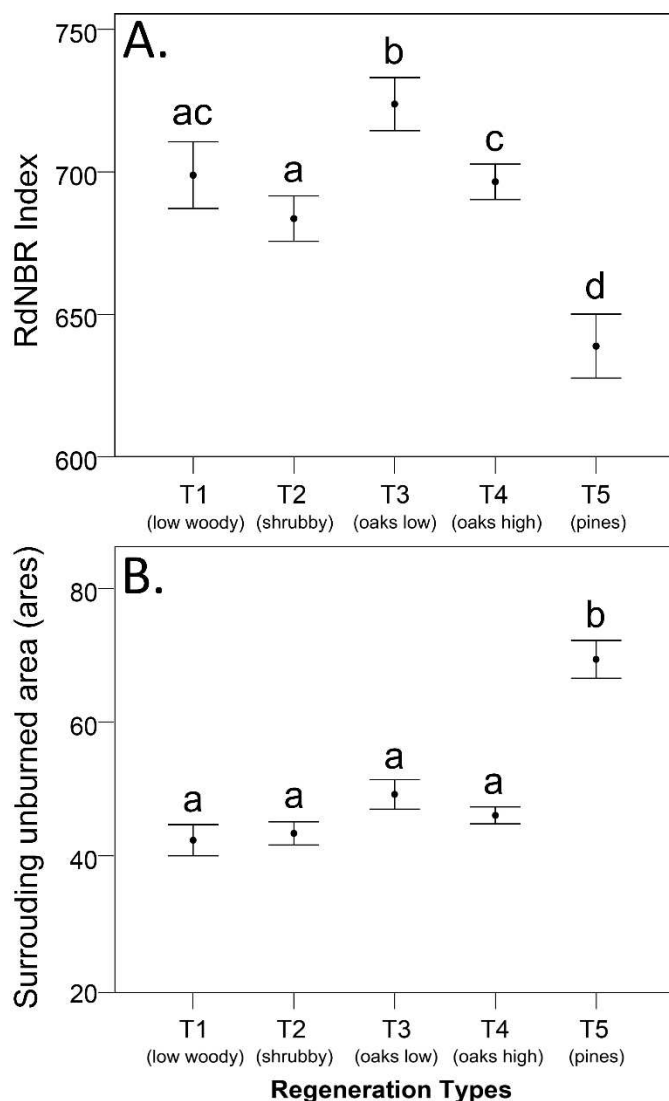 A.
750
700
650
600
RdNBR Index
ac
a
b
c
d
T1 T2 T3 T4 T5
(low woody) (shrubby) (oaks low) (oaks high) (pines)
B.
80
60
40
20
Surrouding unburned area (ares)
a
a
a
a
b
T1 T2 T3 T4 T5
(low woody) (shrubby) (oaks low) (oaks high) (pines)
Regeneration Types